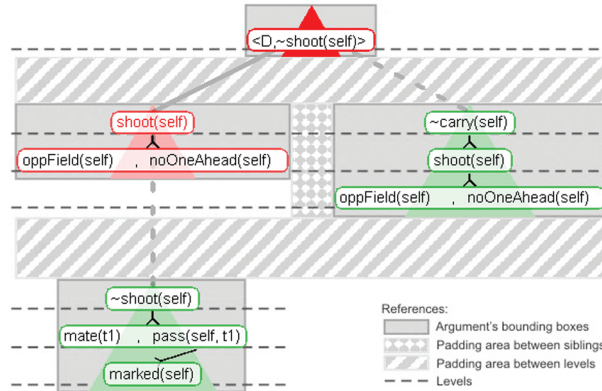 <D,~shoot(self)>
shoot(self)
oppField(self) , noOneAhead(self)
~carry(self)
shoot(self)
oppField(self) , noOneAhead(self)
~shoot(self)
mate(t1) , pass(self, t1)
marked(self)
References:
Argument's bounding boxes
Padding area between siblings
Padding area between levels
Levels